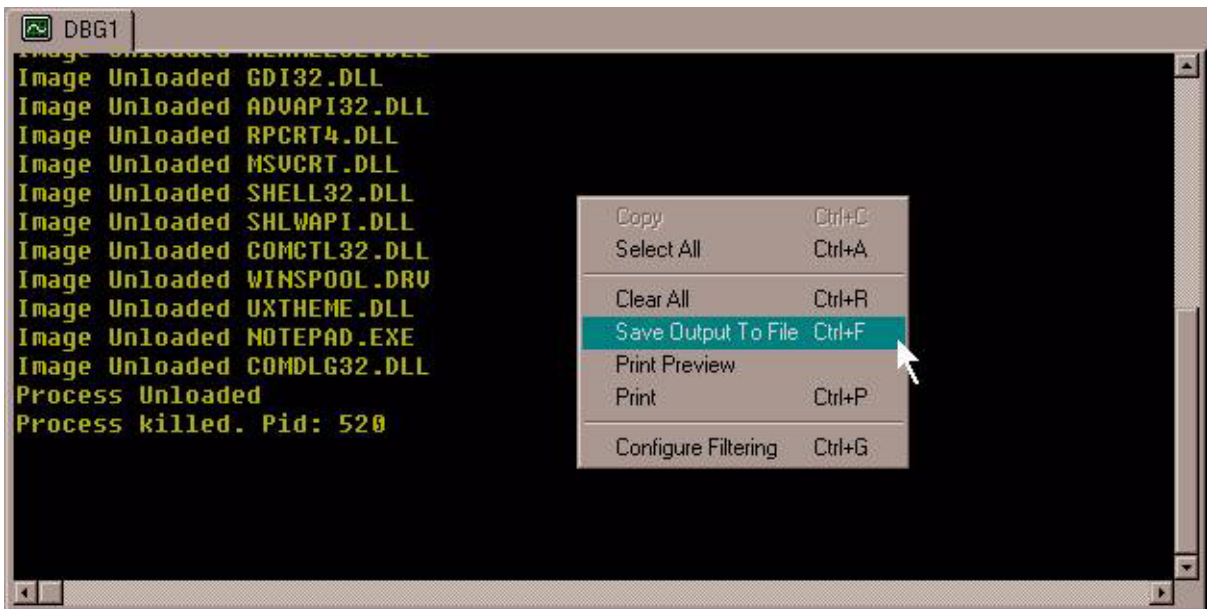 DBG1
Image Unloaded
Image Unloaded GDI32.DLL
Image Unloaded ADVAPI32.DLL
Image Unloaded RPCRT4.DLL
Image Unloaded MSVCRT.DLL
Image Unloaded SHELL32.DLL
Image Unloaded SHLWAPI.DLL
Image Unloaded COMCTL32.DLL
Image Unloaded WINSPOOL.DRV
Image Unloaded UXTHEME.DLL
Image Unloaded NOTEPAD.EXE
Image Unloaded COMDLG32.DLL
Process Unloaded
Process killed. Pid: 520
Copy Ctrl+C
Select All Ctrl+A
Clear All Ctrl+R
Save Output To File Ctrl+F
Print Preview
Print Ctrl+P
Configure Filtering Ctrl+G